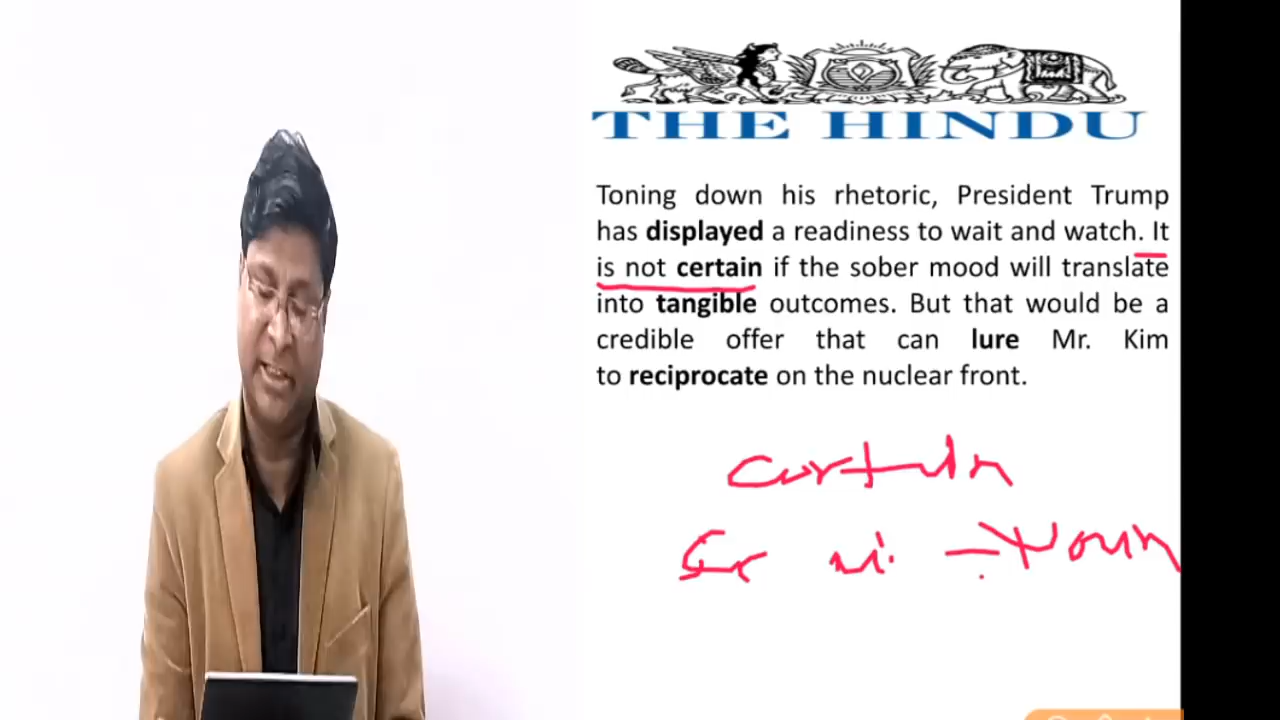 THE HINDU
Toning down his rhetoric, President Trump
has displayed a readiness to wait and watch. It
is not certain if the sober mood will translate
into tangible outcomes. But that would be a
credible offer that can lure Mr. Kim
to reciprocate on the nuclear front.
certain
Noun